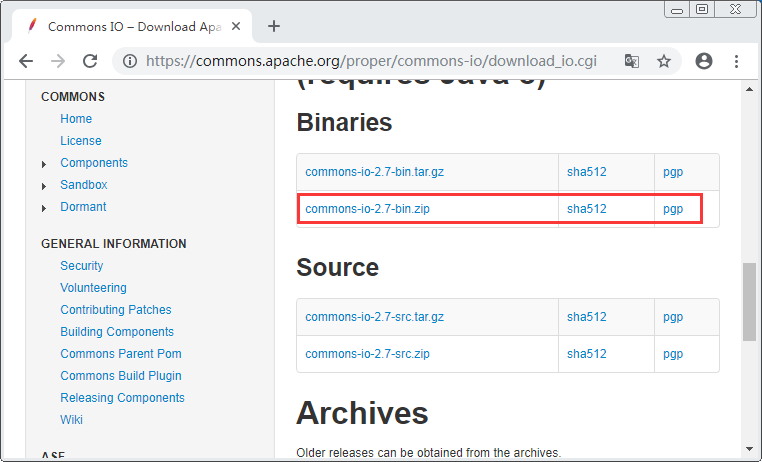 Commons IO – Download Apa
https://commons.apache.org/proper/commons-io/download_io.cgi
COMMONS
Home
License
Components
Sandbox
Dormant
GENERAL INFORMATION
Security
Volunteering
Contributing Patches
Building Components
Commons Parent Pom
Commons Build Plugin
Releasing Components
Wiki
ASF
(requires Java 8)
Binaries
commons-io-2.7-bin.tar.gz sha512 pgp
commons-io-2.7-bin.zip sha512 pgp
Source
commons-io-2.7-src.tar.gz sha512 pgp
commons-io-2.7-src.zip sha512 pgp
Archives
Older releases can be obtained from the archives.